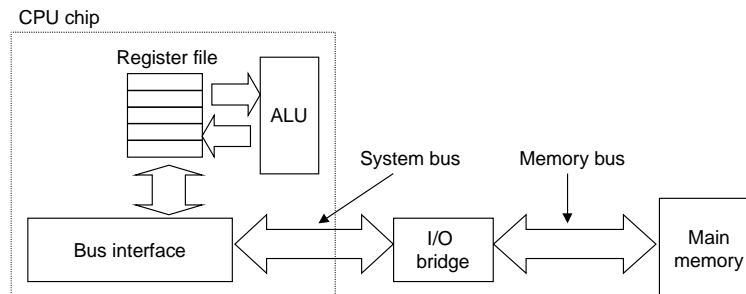 CPU chip
Register file
ALU
System bus
Memory bus
Bus interface
I/O
bridge
Main
memory